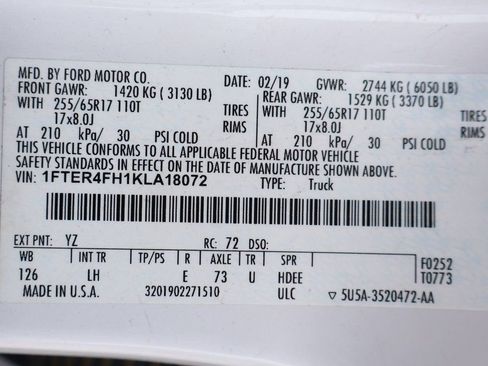 MFD. BY FORD MOTOR CO. DATE: 02/19 GVWR: 2744 KG ( 6050 LB)
FRONT GAWR: 1420 KG ( 3130 LB) REAR GAWR: 1529 KG ( 3370 LB)
WITH 255/65R17 110T TIRES WITH 255/65R17 110T TIRES
17x8.0J RIMS 17x8.0J RIMS
AT 210 kPa/ 30 PSI COLD AT 210 kPa/ 30 PSI COLD
THIS VEHICLE CONFORMS TO ALL APPLICABLE FEDERAL MOTOR VEHICLE
SAFETY STANDARDS IN EFFECT ON THE DATE OF MANUFACTURE SHOWN ABOVE.
VIN: 1FTER4FH1KLA18072 TYPE: Truck
EXT PNT: YZ RC: 72 DSO:
WB INT TR TP/PS R AXLE TR SPR F0252
126 LH E 73 U HDEE T0773
MADE IN U.S.A. 3201902271510 ULC ▽ 5U5A-3520472-AA